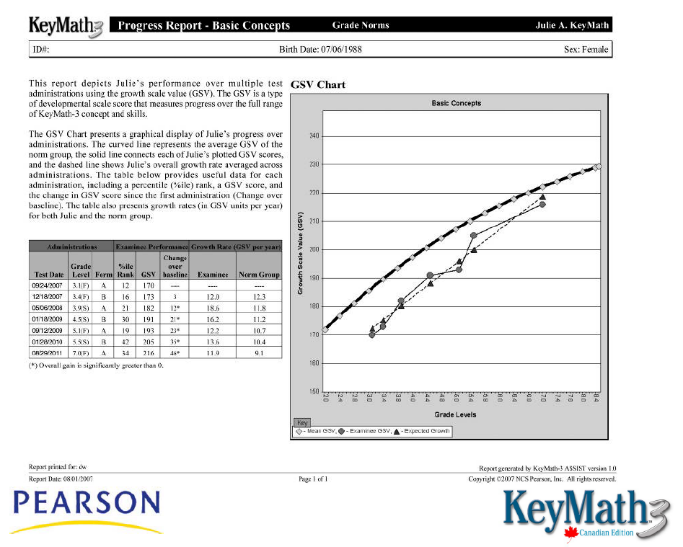 KeyMath3 Progress Report - Basic Concepts Grade Norms Julie A. KeyMath
ID#: Birth Date: 07/06/1988 Sex: Female
This report depicts Julie's performance over multiple test
administrations using the growth scale value (GSV). The GSV is a type
of developmental scale score that measures progress over the full range
of KeyMath-3 concept and skills.
The GSV Chart presents a graphical display of Julie's progress over
administrations. The curved line represents the average GSV of the
norm group, the solid line connects each of Julie's plotted GSV scores,
and the dashed line shows Julie's overall growth rate averaged across
administrations. The table below provides useful data for each
administration, including a percentile (%ile) rank, a GSV score, and
the change in GSV score since the first administration (Change over
baseline). The table also presents growth rates (in GSV units per year)
for both Julie and the norm group.
Administrations Examinee Performance Growth Rate (GSV per year)
Test Date Grade Level Form %ile Rank GSV Change over baseline Examinee Norm Group
09/24/2007 3.1(F) A 12 170 ---- ---- ----
12/18/2007 3.4(F) B 16 173 3 12.0 12.3
05/06/2008 3.9(S) A 21 182 12* 18.6 11.8
01/18/2009 4.5(S) B 30 191 21* 16.2 11.2
09/12/2009 5.1(F) A 19 193 23* 12.2 10.7
01/28/2010 5.5(S) B 42 205 35* 13.6 10.4
08/29/2011 7.0(F) A 34 216 46* 11.9 9.1
(*) Overall gain is significantly greater than 0.
GSV Chart
Basic Concepts
Growth Scale Value (GSV)
240
230
220
210
200
190
180
170
160
150
Grade Levels
Key
- Mean GSV, - Examinee GSV, - Expected Growth
Report printed for: dw Report generated by KeyMath-3 ASSIST version 1.0
Report Date: 08/01/2007 Page 1 of 1 Copyright ©2007 NCS Pearson, Inc. All rights reserved.
PEARSON
KeyMath3
Canadian Edition